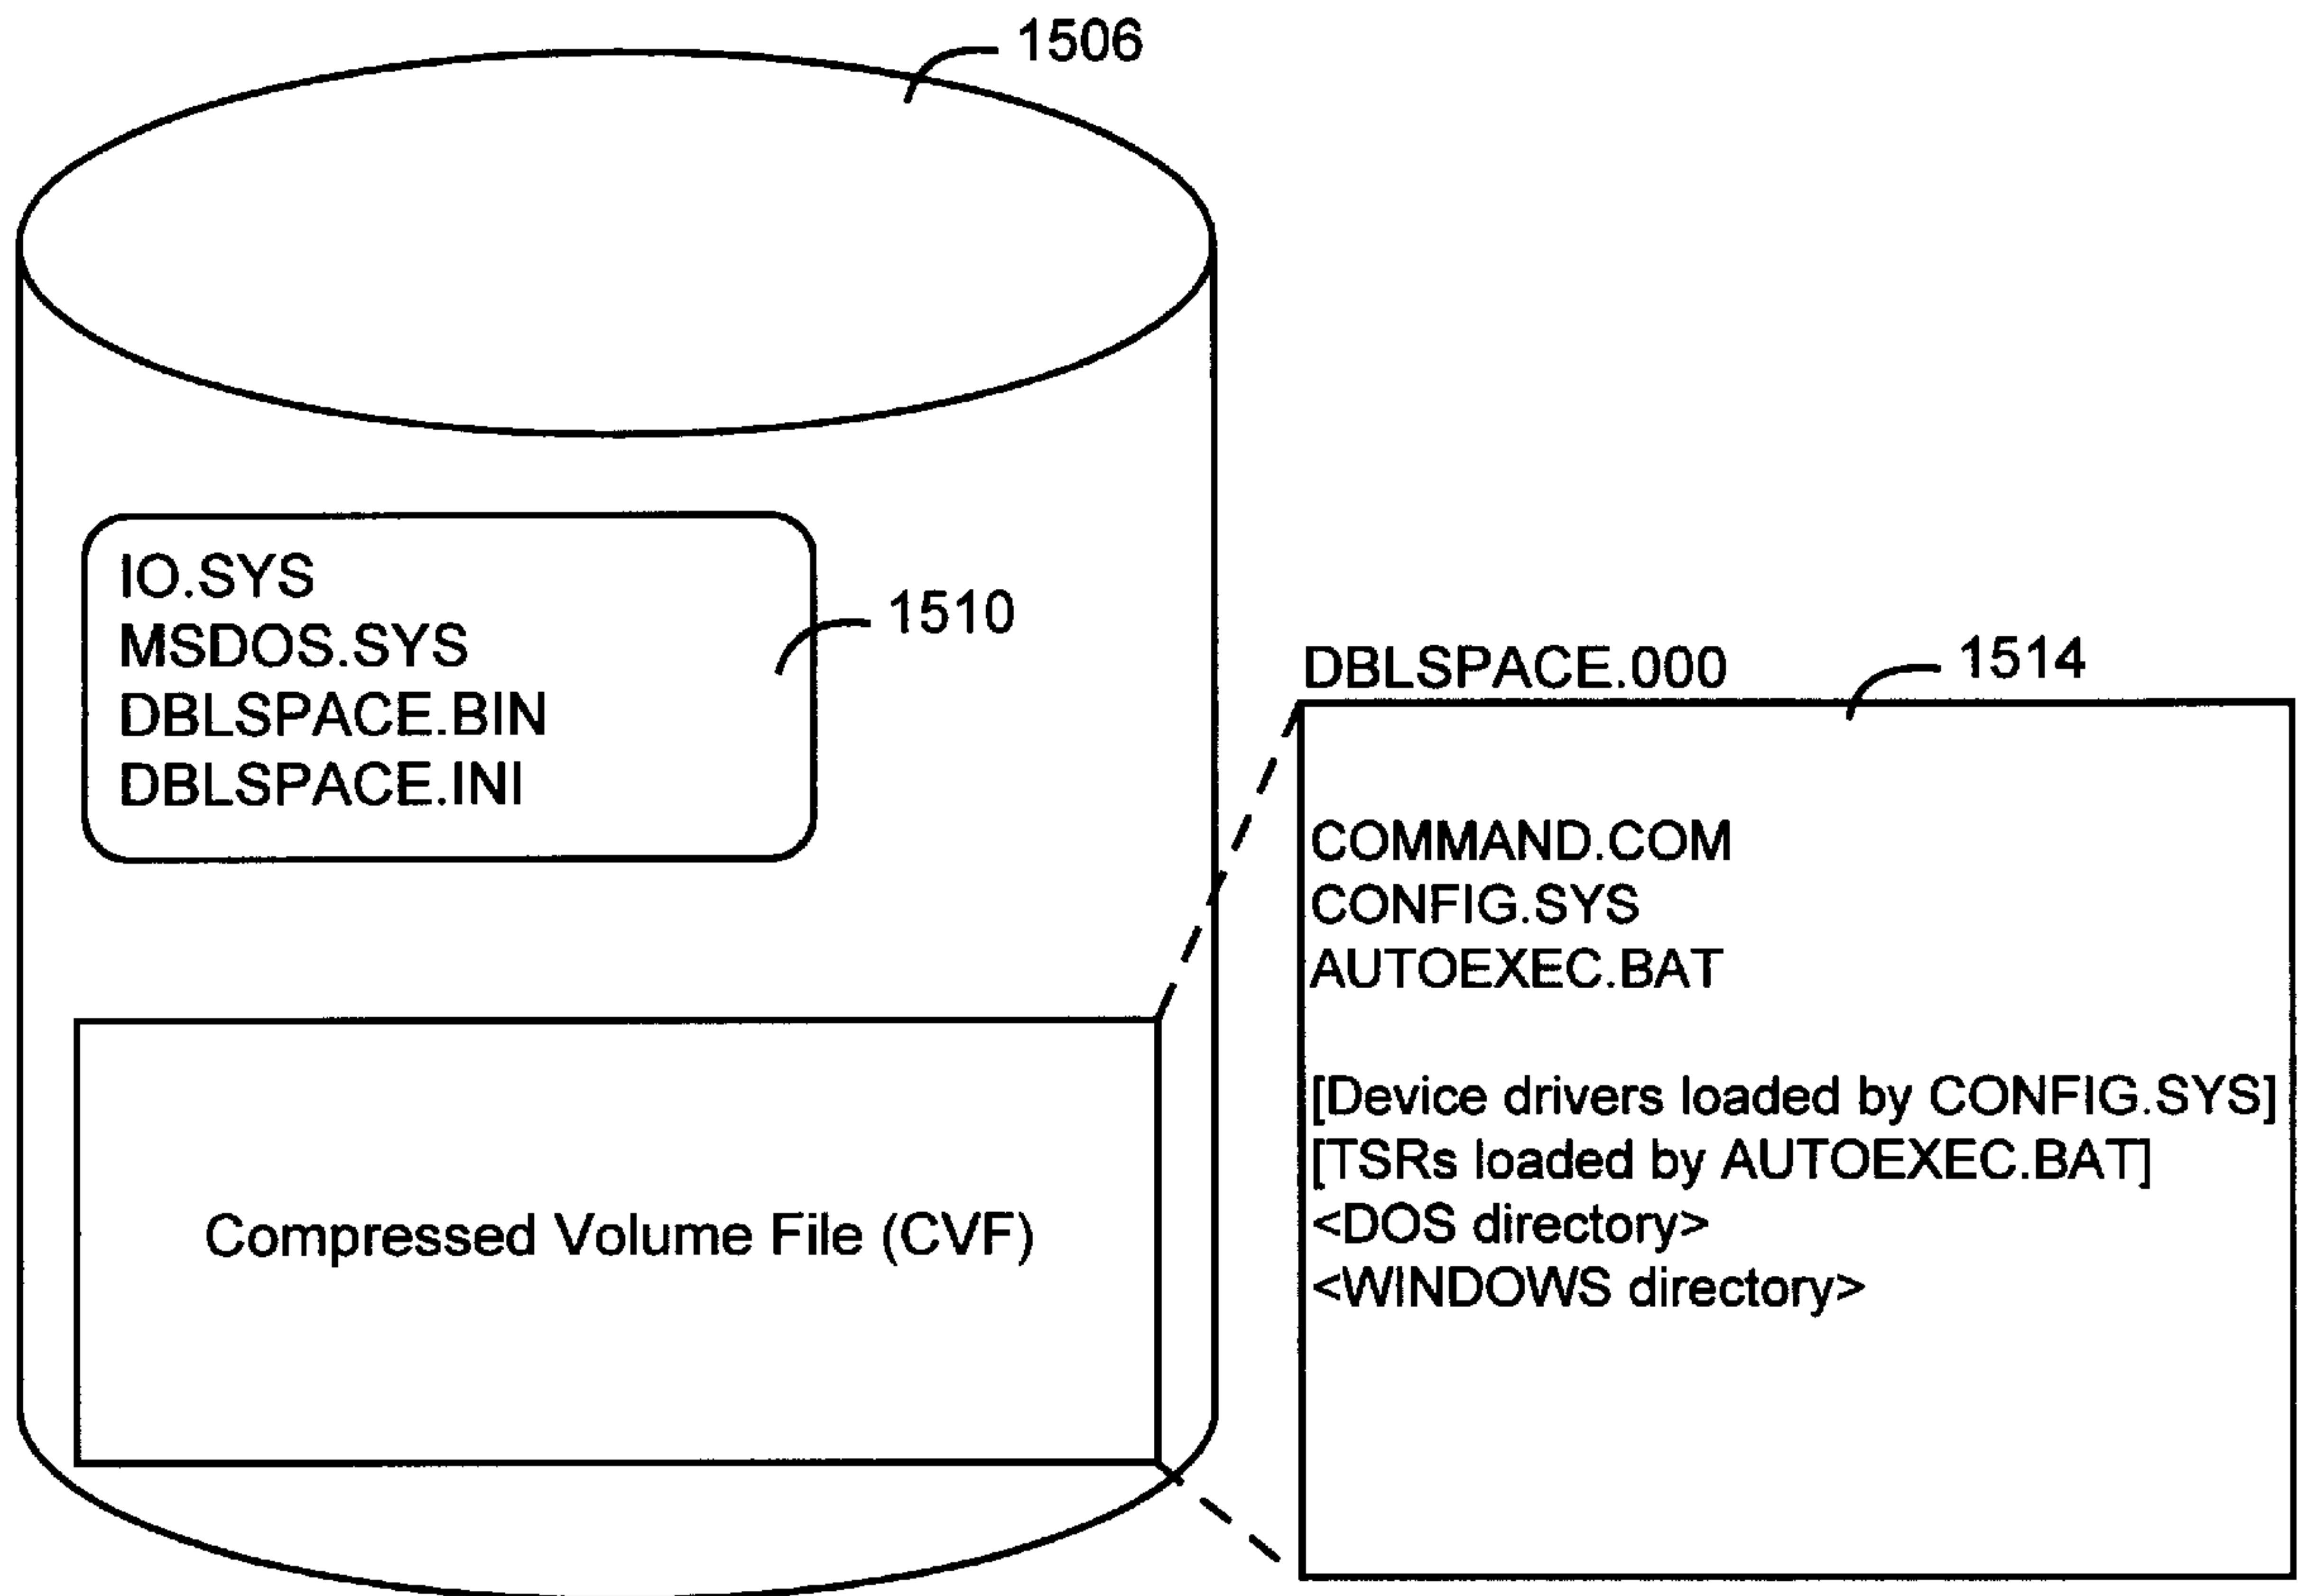 1506
IO.SYS
MSDOS.SYS
DBLSPACE.BIN
DBLSPACE.INI
1510
Compressed Volume File (CVF)
DBLSPACE.000
1514
COMMAND.COM
CONFIG.SYS
AUTOEXEC.BAT
[Device drivers loaded by CONFIG.SYS]
[TSRs loaded by AUTOEXEC.BAT]
<DOS directory>
<WINDOWS directory>